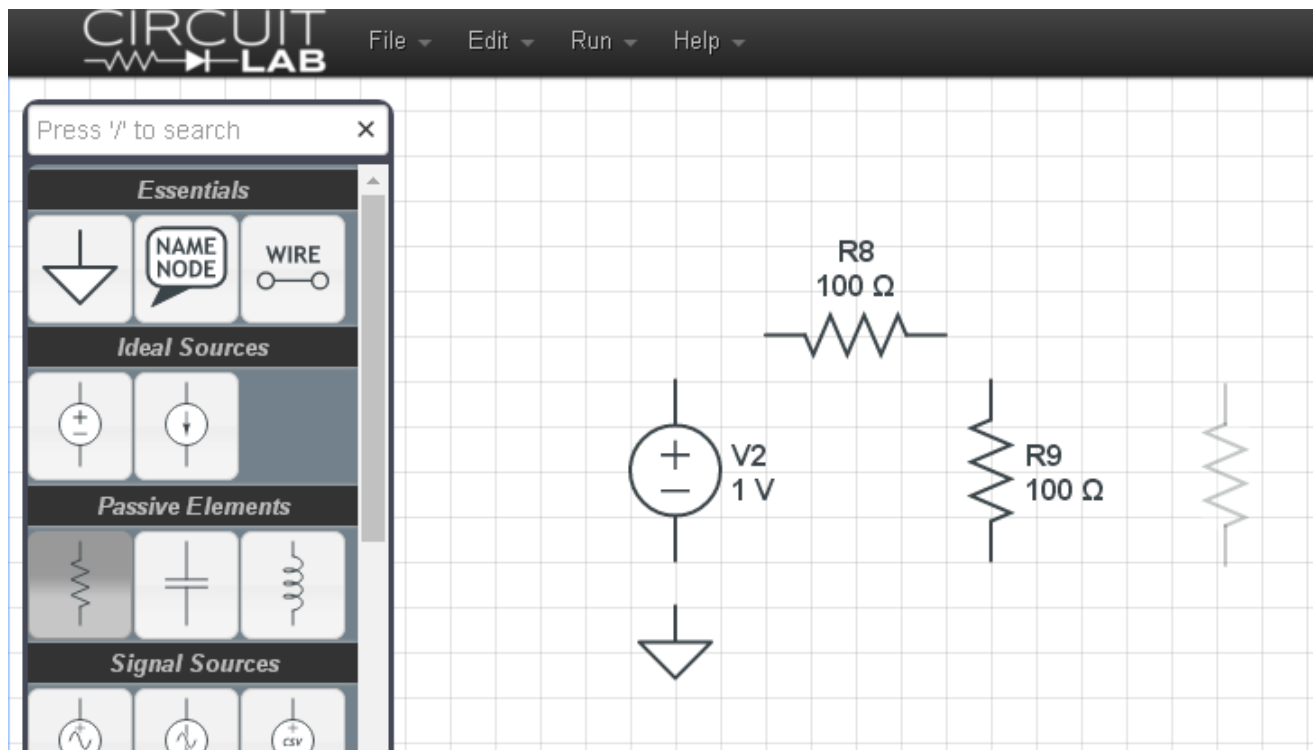 CIRCUIT
LAB
File Edit Run Help
Press '/' to search
Essentials
NAME
NODE
WIRE
Ideal Sources
Passive Elements
Signal Sources
CSV
R8
100 Ω
V2
1 V
R9
100 Ω